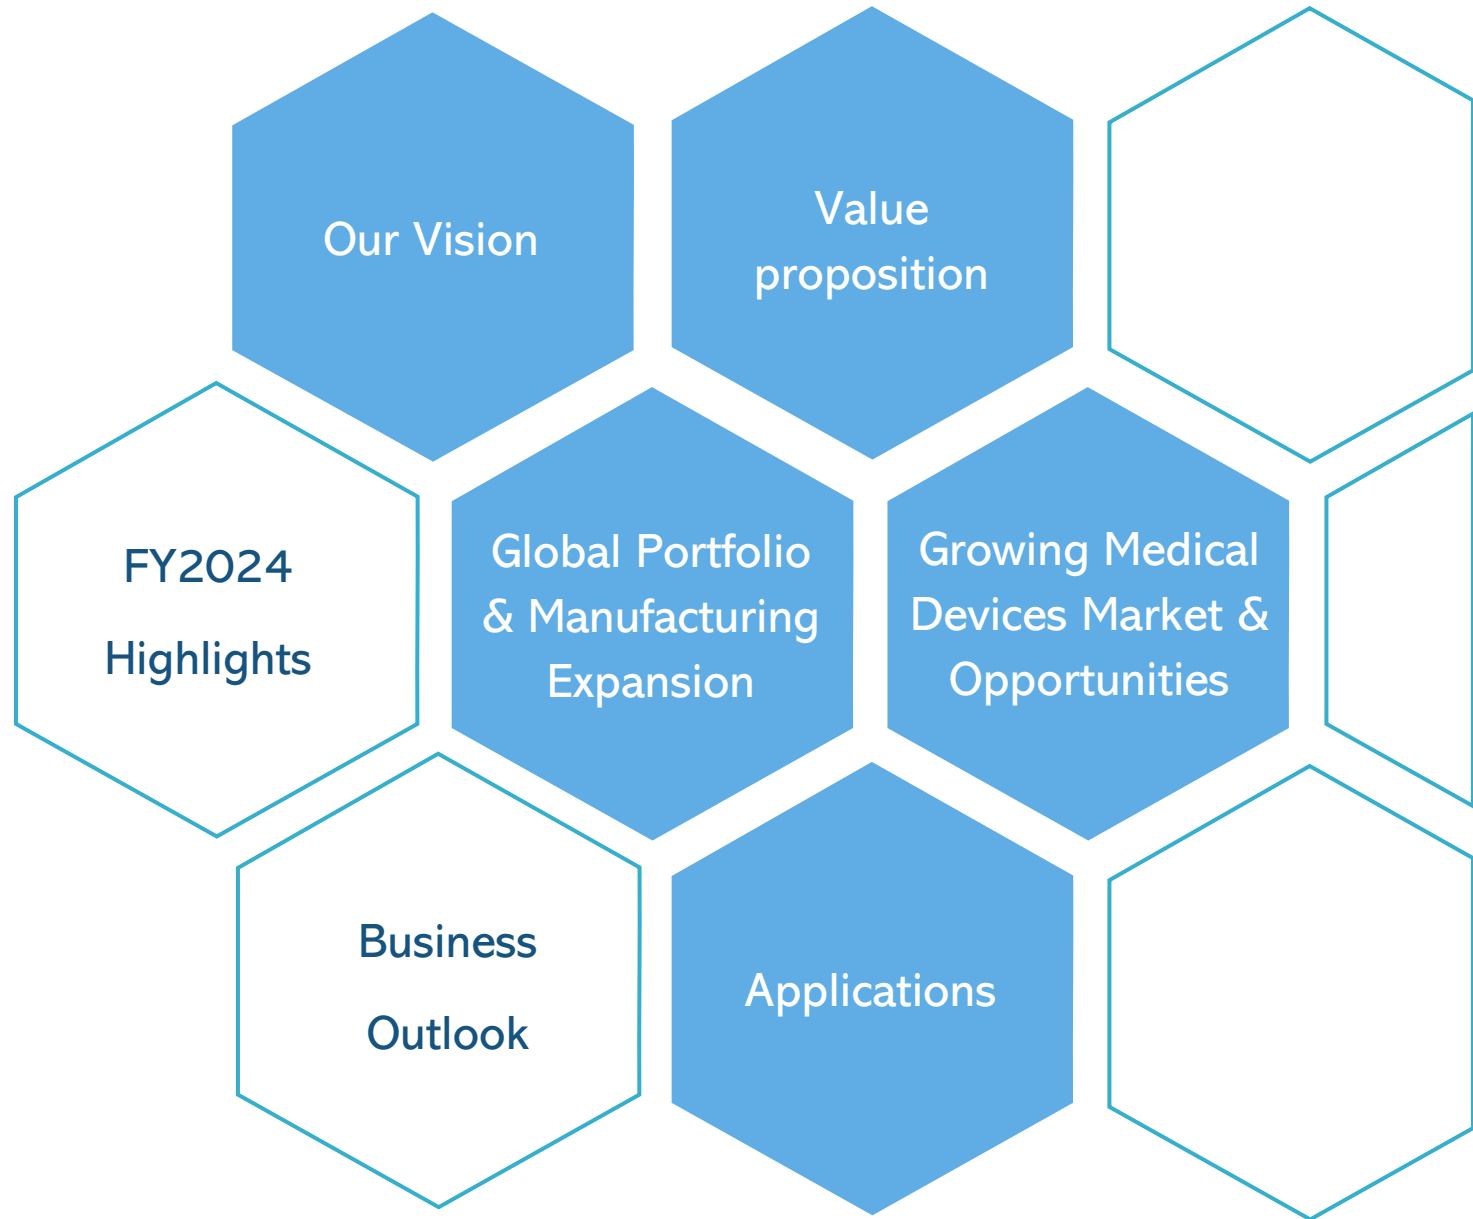 Our Vision
Value
proposition
FY2024
Highlights
Global Portfolio
& Manufacturing
Expansion
Growing Medical
Devices Market &
Opportunities
Business
Outlook
Applications